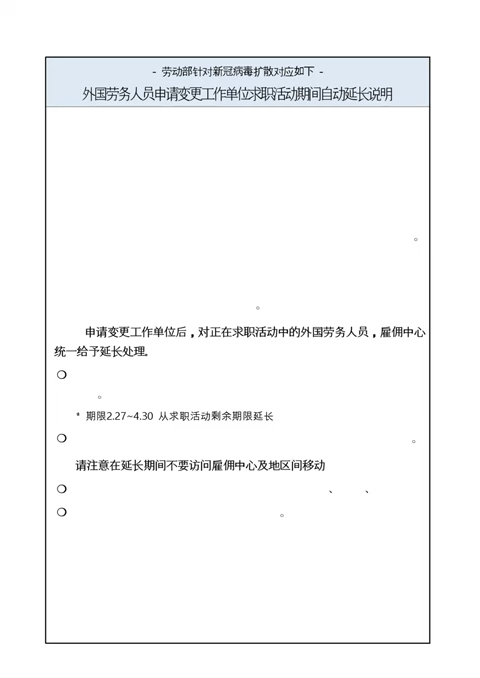 - 劳动部针对新冠病毒扩散对应如下 -
外国劳务人员申请变更工作单位求职活动期间自动延长说明
。
。
申请变更工作单位后，对正在求职活动中的外国劳务人员，雇佣中心
统一给予延长处理。
❍
。
* 期限2.27~4.30 从求职活动剩余期限延长
❍ 。
请注意在延长期间不要访问雇佣中心及地区间移动
❍ 、 、
❍ 。